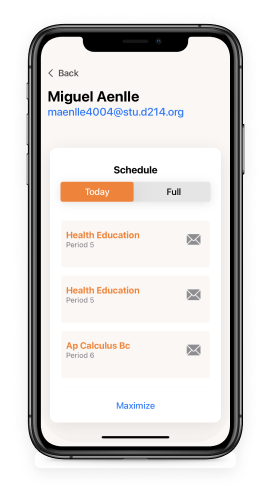 Back
Miguel Aenlle
maenlle4004@stu.d214.org
Schedule
Today Full
Health Education
Period 5
Health Education
Period 5
Ap Calculus Bc
Period 6
Maximize